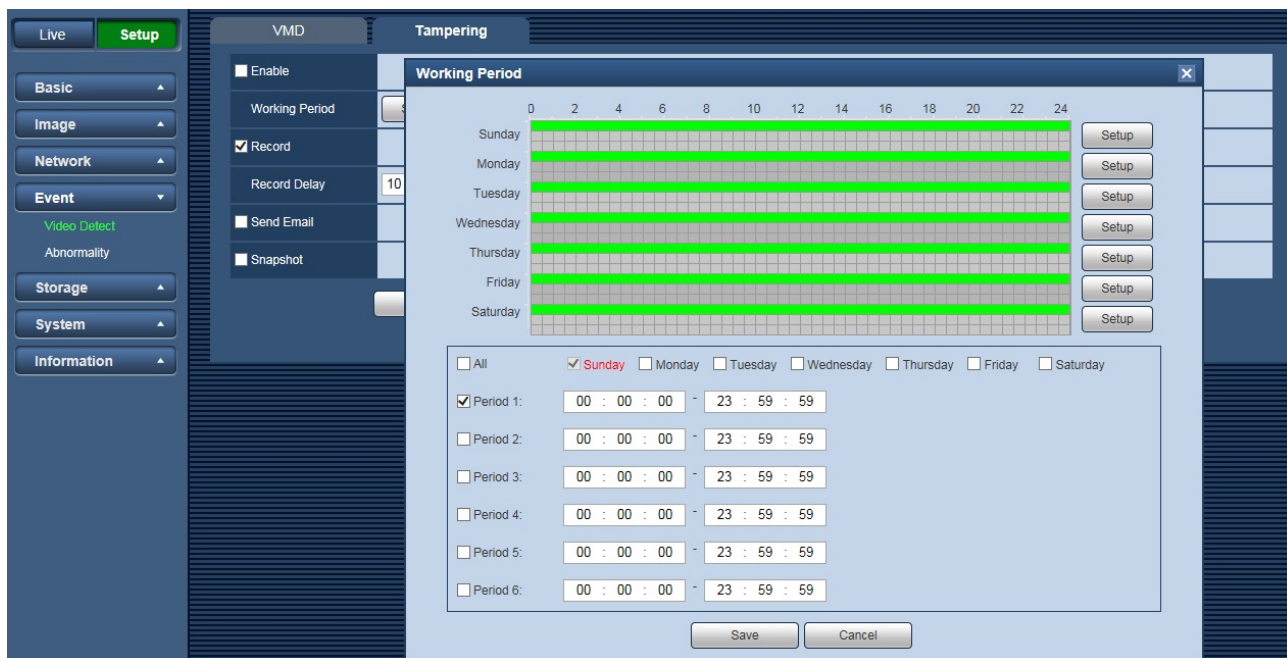 Live Setup
VMD Tampering
Basic
Image
Network
Event
Video Detect
Abnormality
Storage
System
Information
Enable
Working Period
Record
Record Delay 10
Send Email
Snapshot
Working Period
0 2 4 6 8 10 12 14 16 18 20 22 24
Sunday Setup
Monday Setup
Tuesday Setup
Wednesday Setup
Thursday Setup
Friday Setup
Saturday Setup
All Sunday Monday Tuesday Wednesday Thursday Friday Saturday
Period 1: 00 : 00 : 00 - 23 : 59 : 59
Period 2: 00 : 00 : 00 - 23 : 59 : 59
Period 3: 00 : 00 : 00 - 23 : 59 : 59
Period 4: 00 : 00 : 00 - 23 : 59 : 59
Period 5: 00 : 00 : 00 - 23 : 59 : 59
Period 6: 00 : 00 : 00 - 23 : 59 : 59
Save Cancel